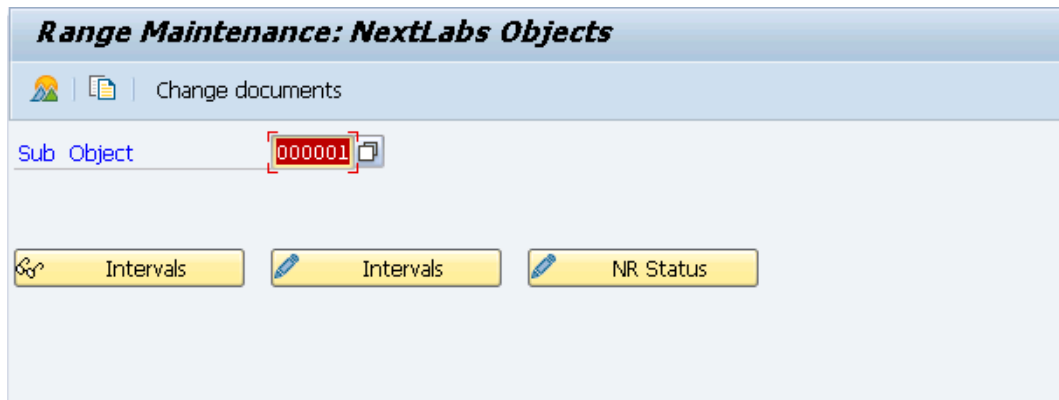 Range Maintenance: NextLabs Objects
Change documents
Sub Object 000001
Intervals Intervals NR Status